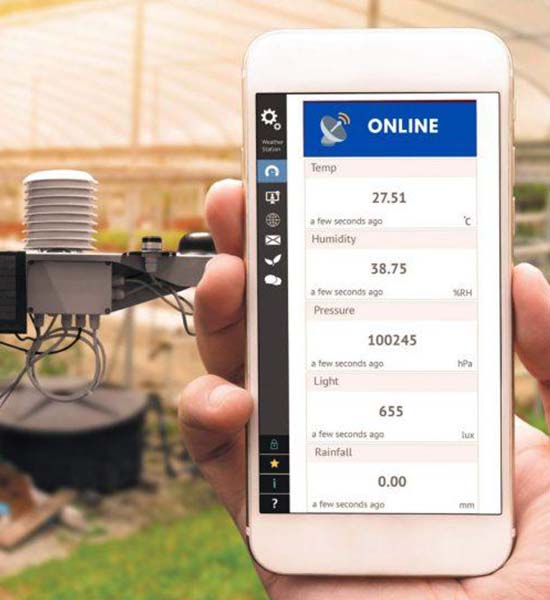 Weather
Station
ONLINE
Temp
27.51
a few seconds ago °C
Humidity
38.75
a few seconds ago %RH
Pressure
100245
a few seconds ago hPa
Light
655
a few seconds ago lux
Rainfall
0.00
a few seconds ago mm
i
?